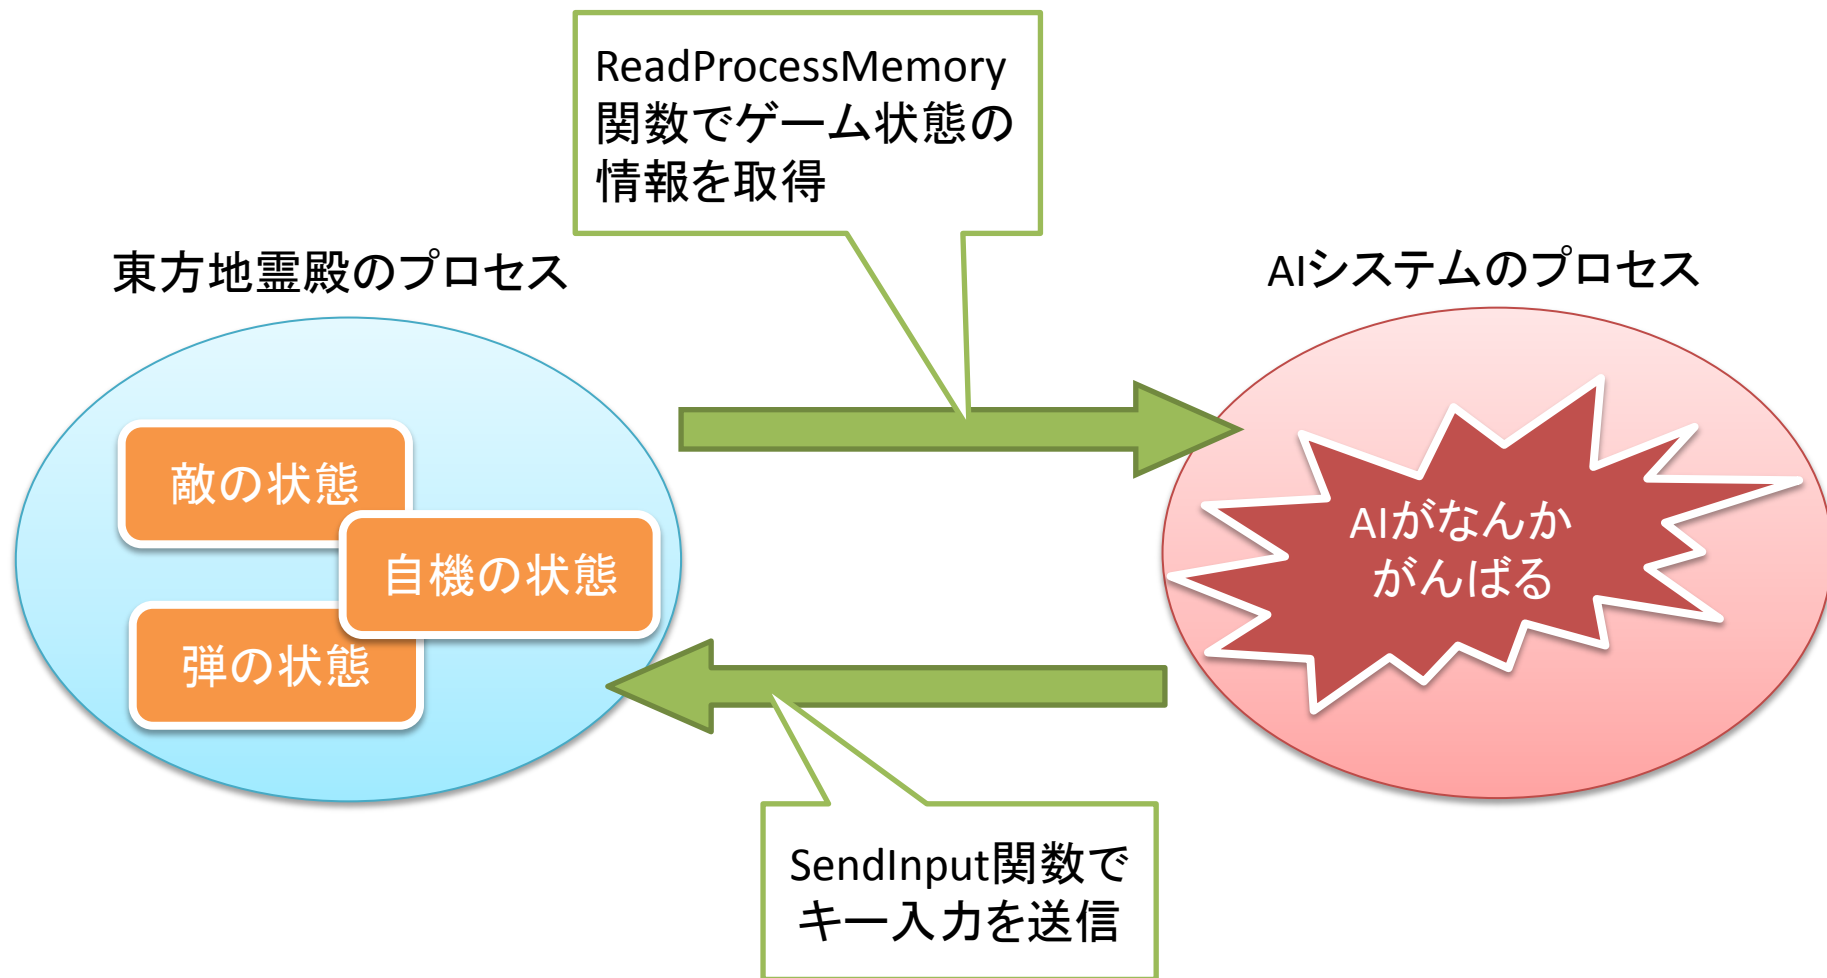 ReadProcessMemory
関数でゲーム状態の
情報を取得
東方地霊殿のプロセス
AIシステムのプロセス
敵の状態
自機の状態
弾の状態
AIがなんか
がんばる
SendInput関数で
キー入力を送信